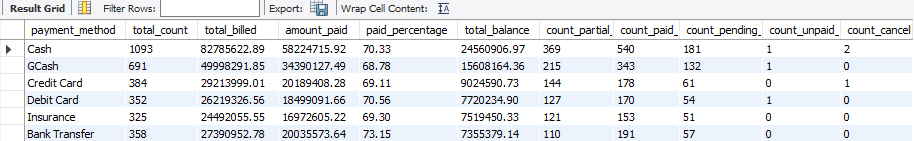 Result Grid Filter Rows: Export: Wrap Cell Content:
payment_method total_count total_billed amount_paid paid_percentage total_balance count_partial_ count_paid_ count_pending_ count_unpaid_ count_cancel
Cash 1093 82785622.89 58224715.92 70.33 24560906.97 369 540 181 1 2
GCash 691 49998291.85 34390127.49 68.78 15608164.36 215 343 132 1 0
Credit Card 384 29213999.01 20189408.28 69.11 9024590.73 144 178 61 0 1
Debit Card 352 26219326.56 18499091.66 70.56 7720234.90 127 170 54 1 0
Insurance 325 24492055.55 16972605.22 69.30 7519450.33 121 153 51 0 0
Bank Transfer 358 27390952.78 20035573.64 73.15 7355379.14 110 191 57 0 0